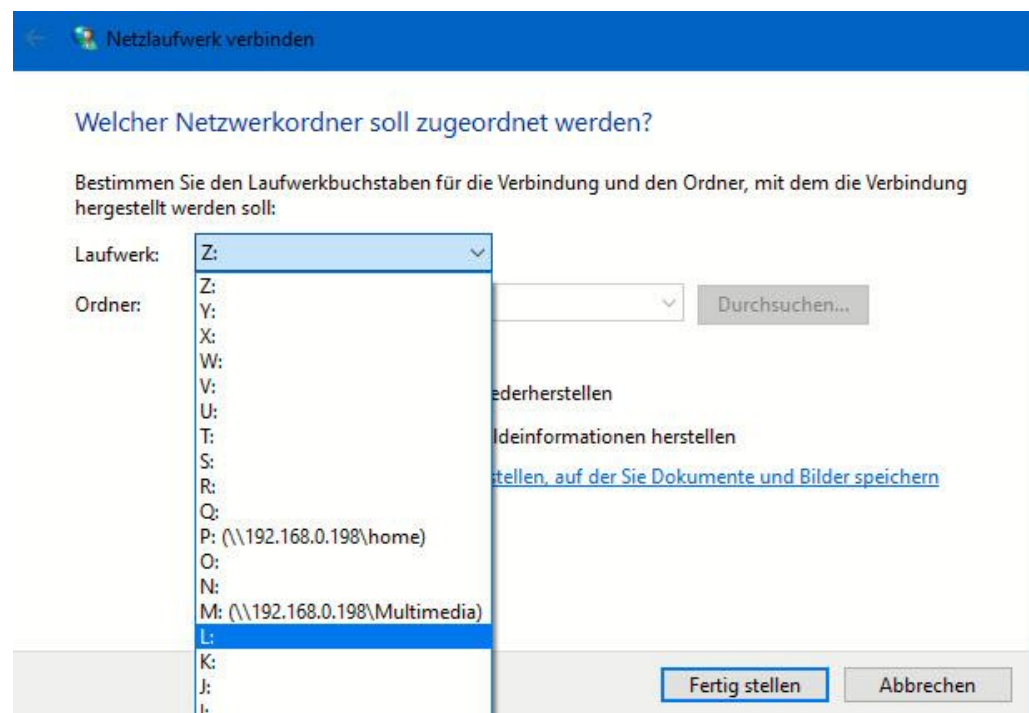 Netzlaufwerk verbinden
Welcher Netzwerkordner soll zugeordnet werden?
Bestimmen Sie den Laufwerkbuchstaben für die Verbindung und den Ordner, mit dem die Verbindung
hergestellt werden soll:
Laufwerk: Z:
Z:
Ordner: Durchsuchen...
Y:
X:
W:
V:
ederherstellen
U:
T:
ldeinformationen herstellen
S:
stellen, auf der Sie Dokumente und Bilder speichern
R:
Q:
P: (\\192.168.0.198\home)
O:
N:
M: (\\192.168.0.198\Multimedia)
L:
K:
J:
Fertig stellen Abbrechen